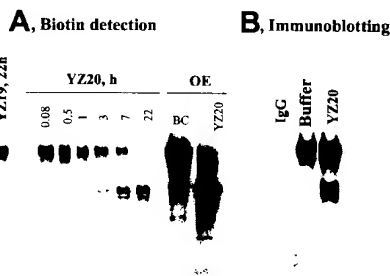 A, Biotin detection
B, Immunoblotting
YZ19, 22h
YZ20, h
OE
0.08
0.5
1
3
7
22
BC
YZ20
IgG
Buffer
YZ20